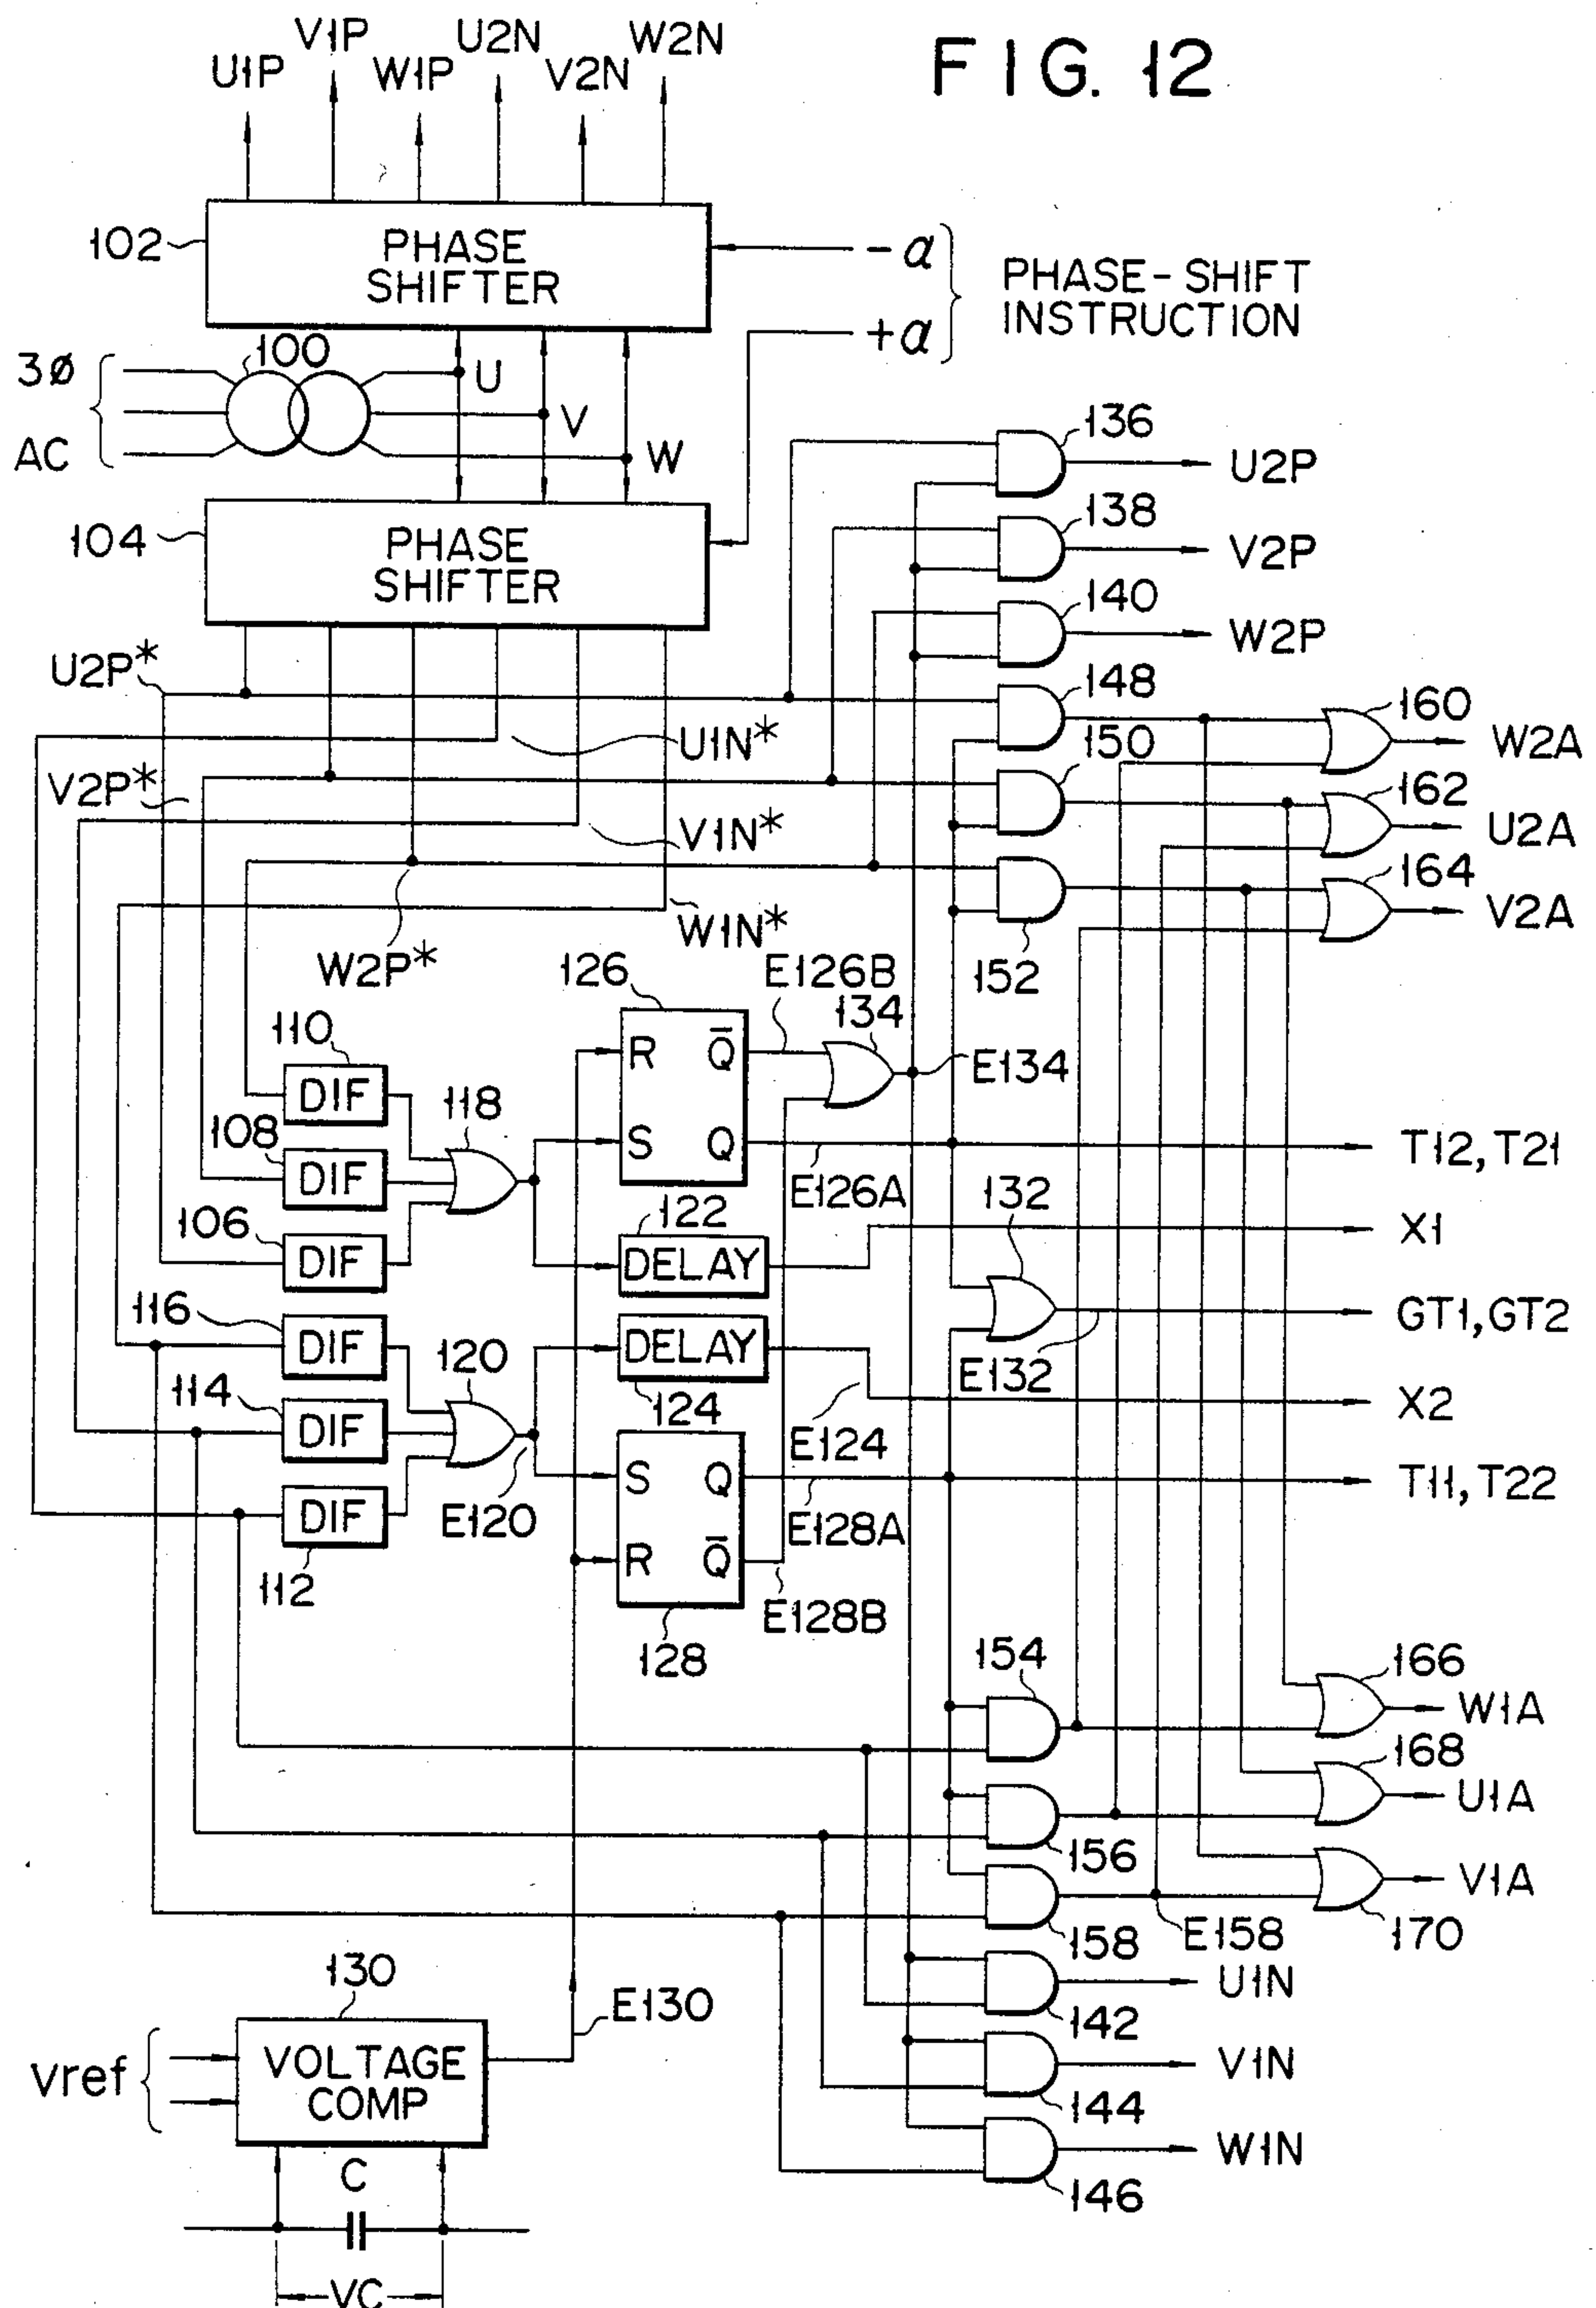 FIG. 12
U1P
V1P
W1P
U2N
V2N
W2N
102
PHASE
SHIFTER
-α
+α
PHASE-SHIFT
INSTRUCTION
3Ø
AC
100
U
V
W
104
PHASE
SHIFTER
136
U2P
138
V2P
140
W2P
U2P*
U1N*
V2P*
V1N*
W1N*
W2P*
148
150
152
160
W2A
162
U2A
164
V2A
126
E126B
134
R
Q̄
S
Q
E134
E126A
T12, T21
110
DIF
108
DIF
106
DIF
118
122
DELAY
X1
132
GT1, GT2
E132
116
DIF
114
DIF
DIF
112
120
E120
DELAY
124
E124
X2
S
Q
R
Q̄
E128A
E128B
128
T11, T22
154
156
158
E158
166
W1A
168
U1A
V1A
170
U1N
142
V1N
144
W1N
146
130
E130
Vref
VOLTAGE
COMP
C
VC